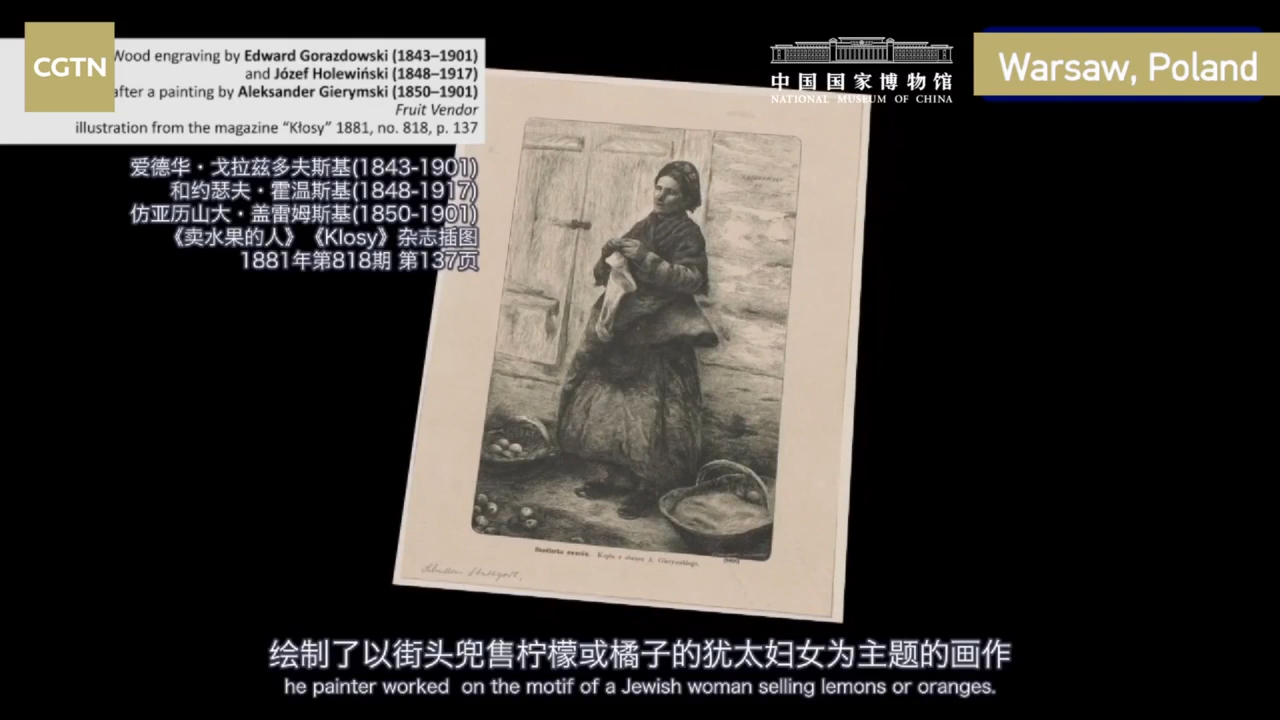 CGTN
Wood engraving by Edward Gorazdowski (1843–1901)
and Józef Holewiński (1848–1917)
after a painting by Aleksander Gierymski (1850–1901)
Fruit Vendor
illustration from the magazine “Kłosy” 1881, no. 818, p. 137
爱德华·戈拉兹多夫斯基(1843-1901)
和约瑟夫·霍温斯基(1848-1917)
仿亚历山大·盖雷姆斯基(1850-1901)
《卖水果的人》《Klosy》杂志插图
1881年第818期 第137页
中国国家博物馆
NATIONAL MUSEUM OF CHINA
Warsaw, Poland
Kopia z obrazu A. Gierymskiego.
绘制了以街头兜售柠檬或橘子的犹太妇女为主题的画作
he painter worked on the motif of a Jewish woman selling lemons or oranges.